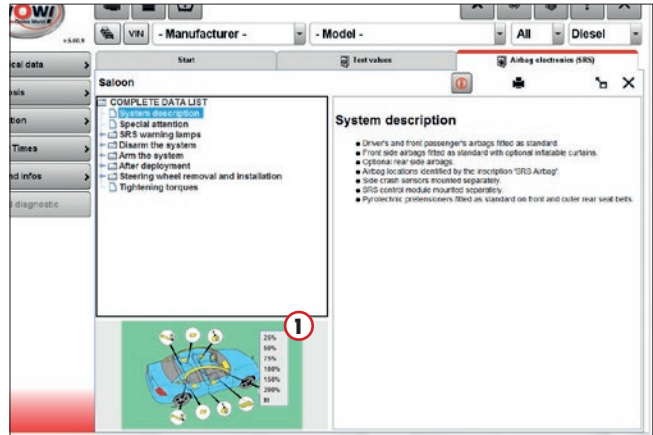 WOW!
v 5.00.9
VIN
- Manufacturer -
- Model -
All
Diesel
Start
Test values
Airbag electronics (SRS)
cal data
sis
tion
Times
nd infos
d diagnostic
Saloon
COMPLETE DATA LIST
System description
Special attention
SRS warning lamps
Disarm the system
Arm the system
After deployment
Steering wheel removal and installation
Tightening torques
System description
Driver's and front passenger's airbags fitted as standard.
Front side airbags fitted as standard with optional inflatable curtains.
Optional rear side airbags.
Airbag locations identified by the inscription 'SRS Airbag'.
Side crash sensors mounted separately.
SRS control module mounted separately.
Pyrotechnic pretensioners fitted as standard on front and outer rear seat belts.
1
25%
50%
75%
100%
150%
200%